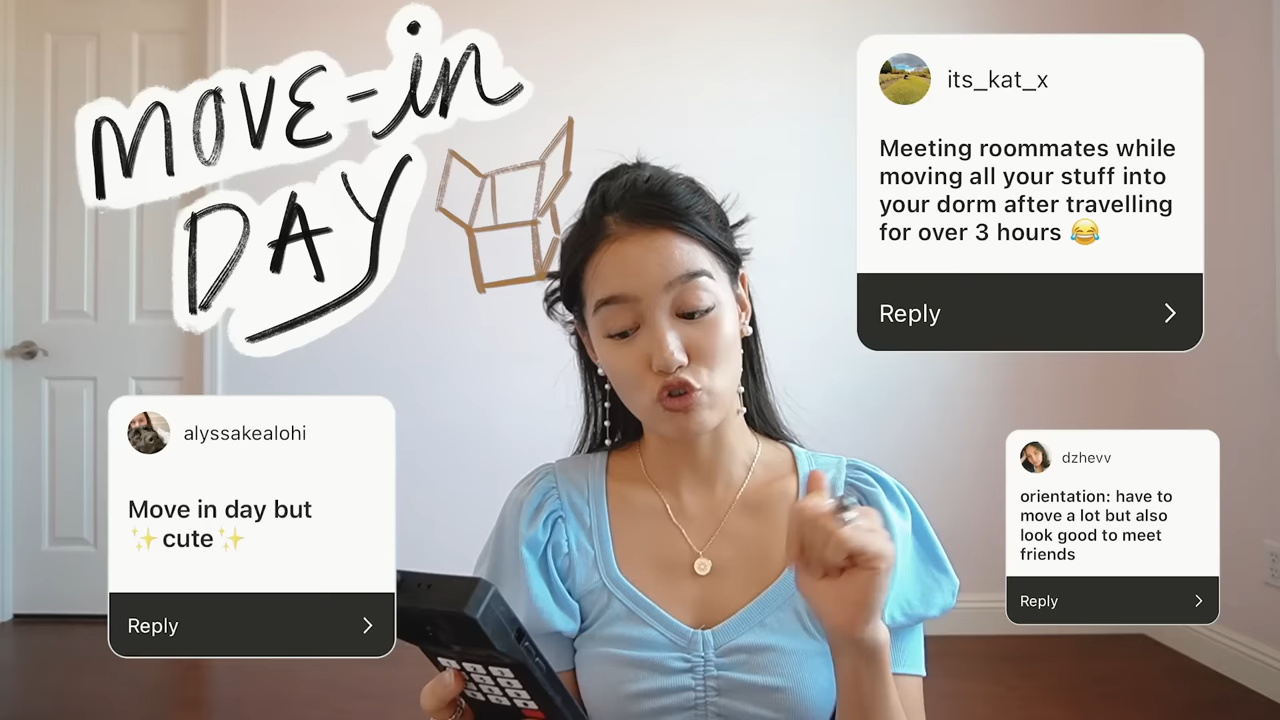 MOVE-in
DAY
its_kat_x
Meeting roommates while
moving all your stuff into
your dorm after travelling
for over 3 hours 😂
Reply
alyssakealohi
Move in day but
✨ cute ✨
Reply
dzhevv
orientation: have to
move a lot but also
look good to meet
friends
Reply